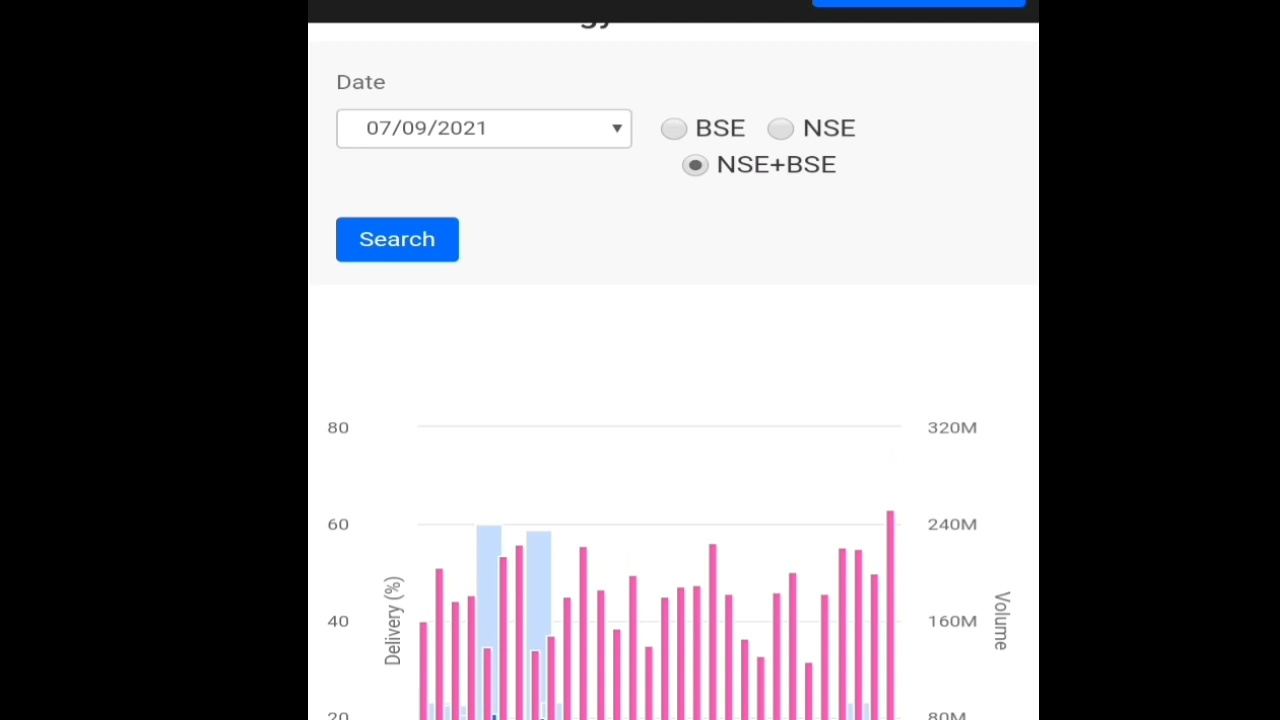 Date
07/09/2021
BSE NSE
NSE+BSE
Search
80 320M
60 240M
Delivery (%)
40 160M
Volume
20 80M